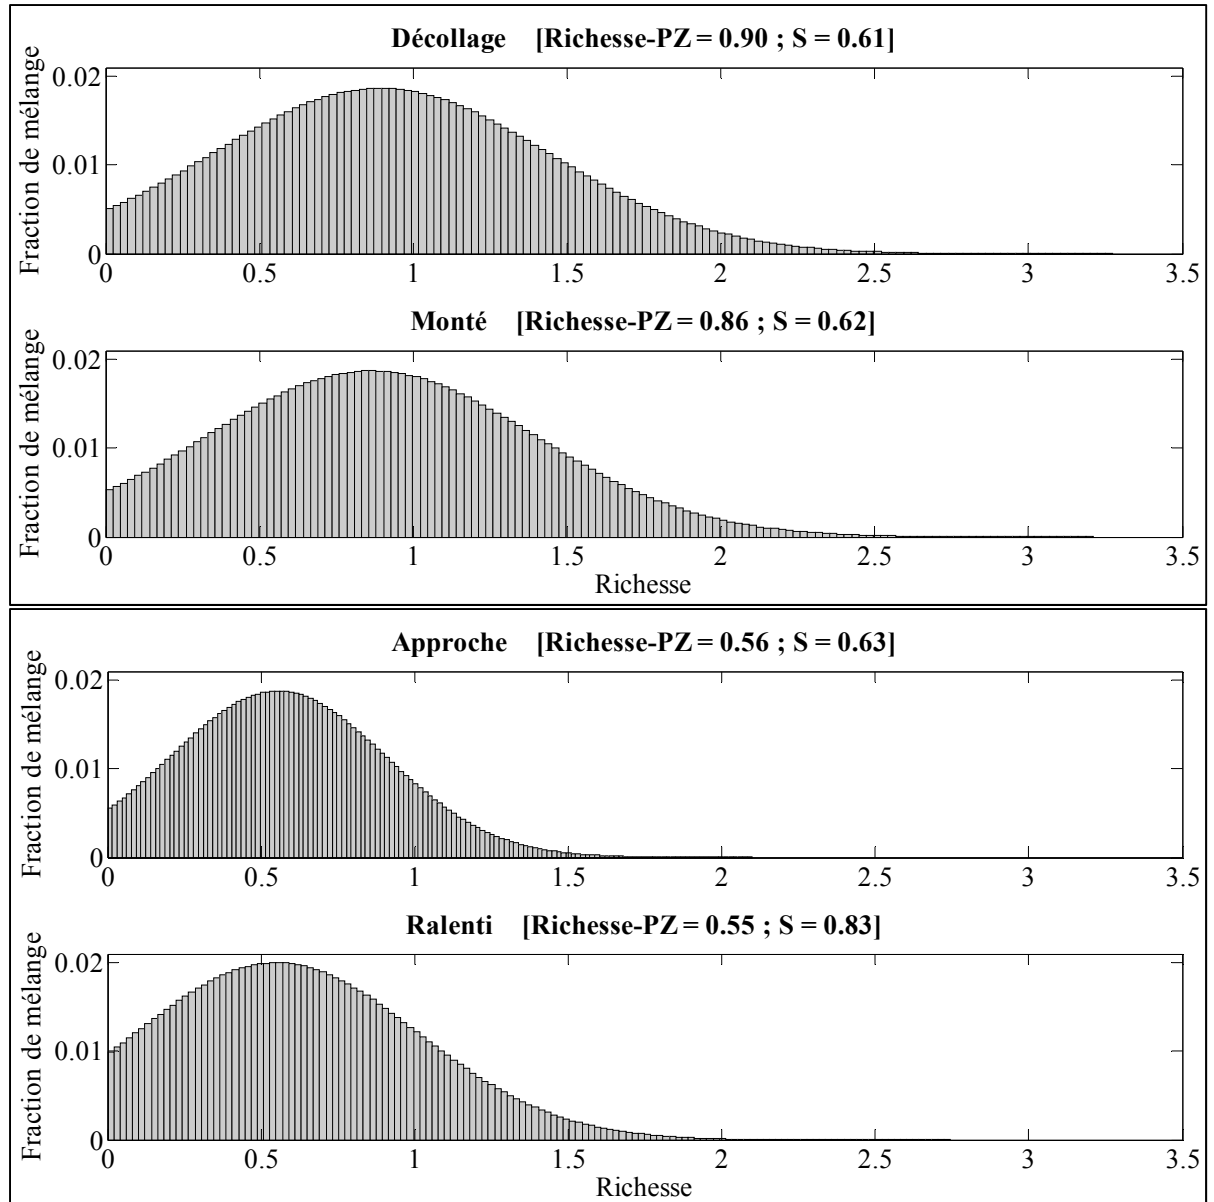 Décollage [Richesse-PZ = 0.90 ; S = 0.61]
Fraction de mélange
0.02
0.01
0
0 0.5 1 1.5 2 2.5 3 3.5
Monté [Richesse-PZ = 0.86 ; S = 0.62]
Fraction de mélange
0.02
0.01
0
0 0.5 1 1.5 2 2.5 3 3.5
Richesse
Approche [Richesse-PZ = 0.56 ; S = 0.63]
Fraction de mélange
0.02
0.01
0
0 0.5 1 1.5 2 2.5 3 3.5
Ralenti [Richesse-PZ = 0.55 ; S = 0.83]
Fraction de mélange
0.02
0.01
0
0 0.5 1 1.5 2 2.5 3 3.5
Richesse